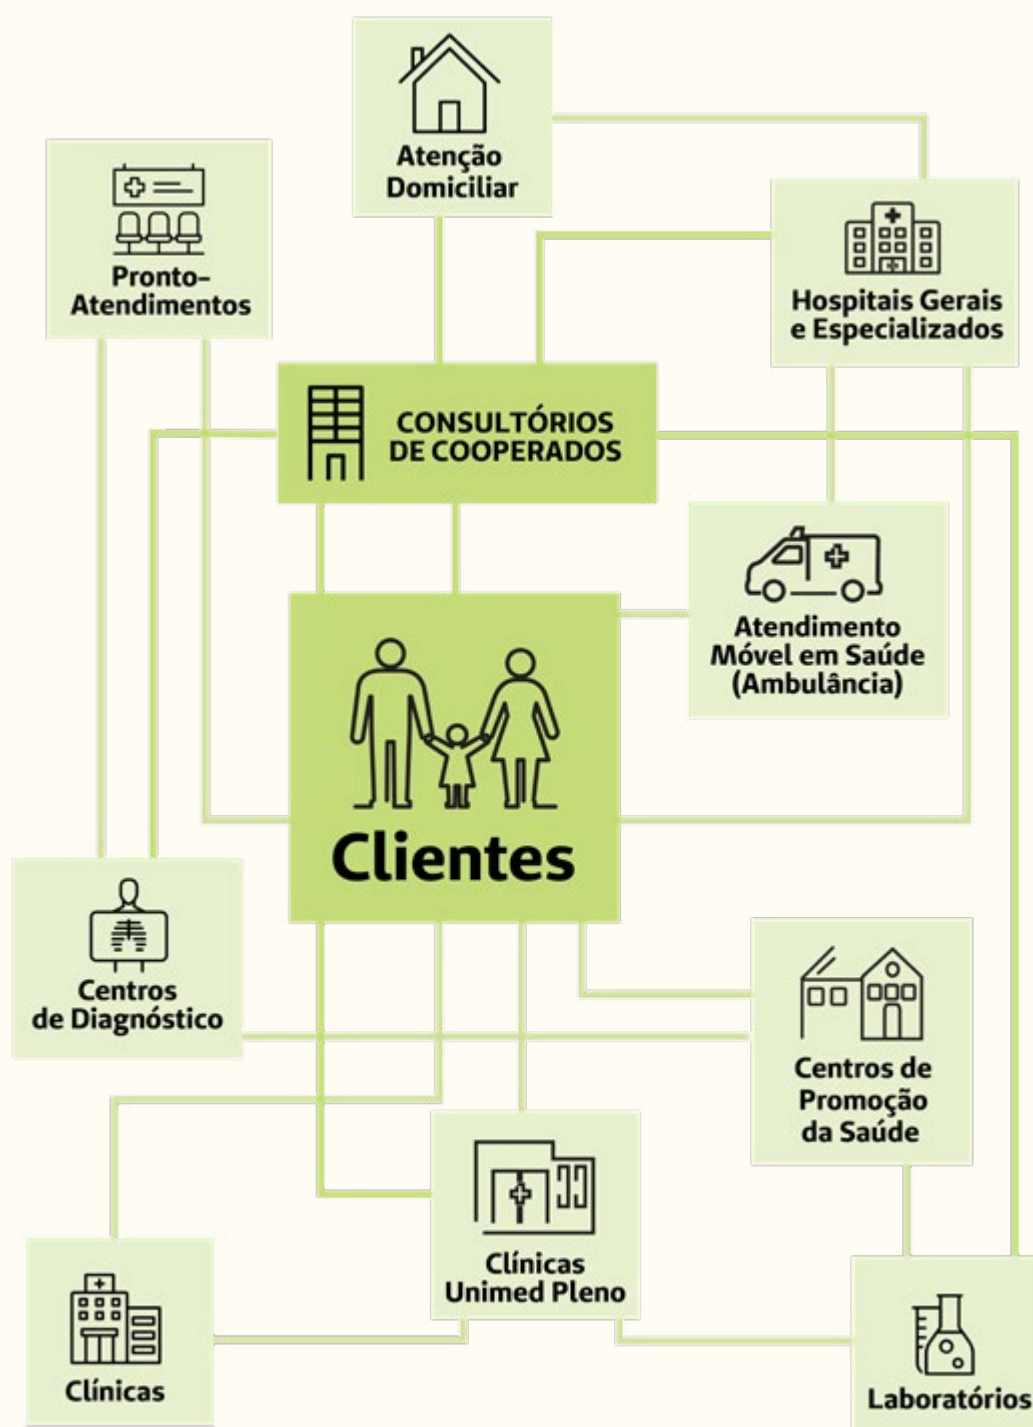 Atenção
Domiciliar
Pronto-
Atendimentos
Hospitais Gerais
e Especializados
CONSULTÓRIOS
DE COOPERADOS
Atendimento
Móvel em Saúde
(Ambulância)
Clientes
Centros
de Diagnóstico
Centros de
Promoção
da Saúde
Clínicas
Unimed Pleno
Clínicas
Laboratórios